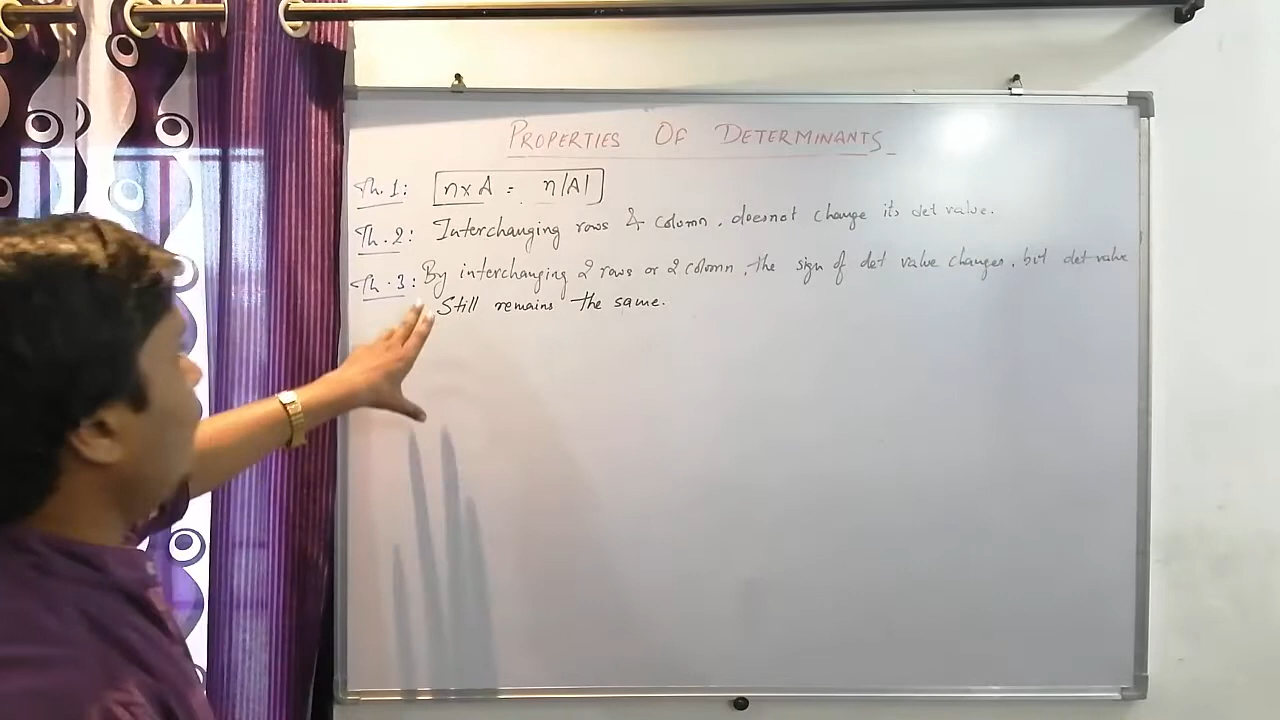 PROPERTIES OF DETERMINANTS
Th. 1: n x A = n|A|
Th. 2: Interchanging rows & column, doesnot change its det value.
Th. 3: By interchanging 2 rows or 2 column, the sign of det value changes, but det value
Still remains the same.